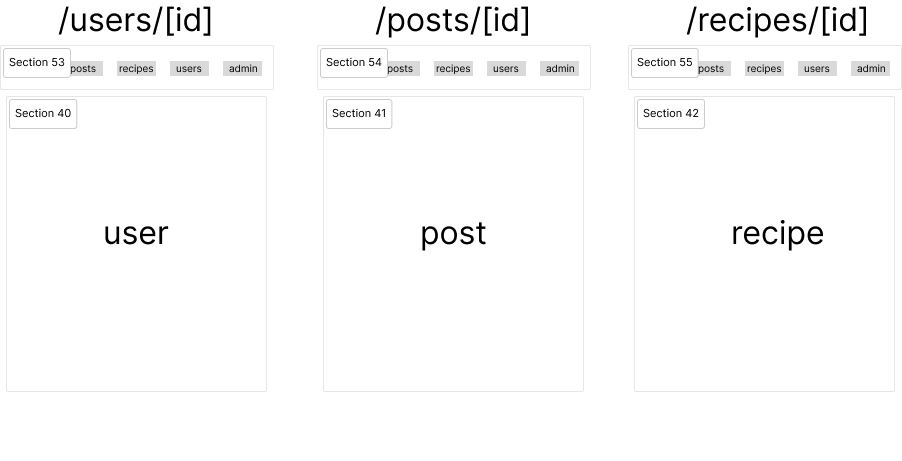 /users/[id]
Section 53
posts
recipes
users
admin
Section 40
user
/posts/[id]
Section 54
posts
recipes
users
admin
Section 41
post
/recipes/[id]
Section 55
posts
recipes
users
admin
Section 42
recipe